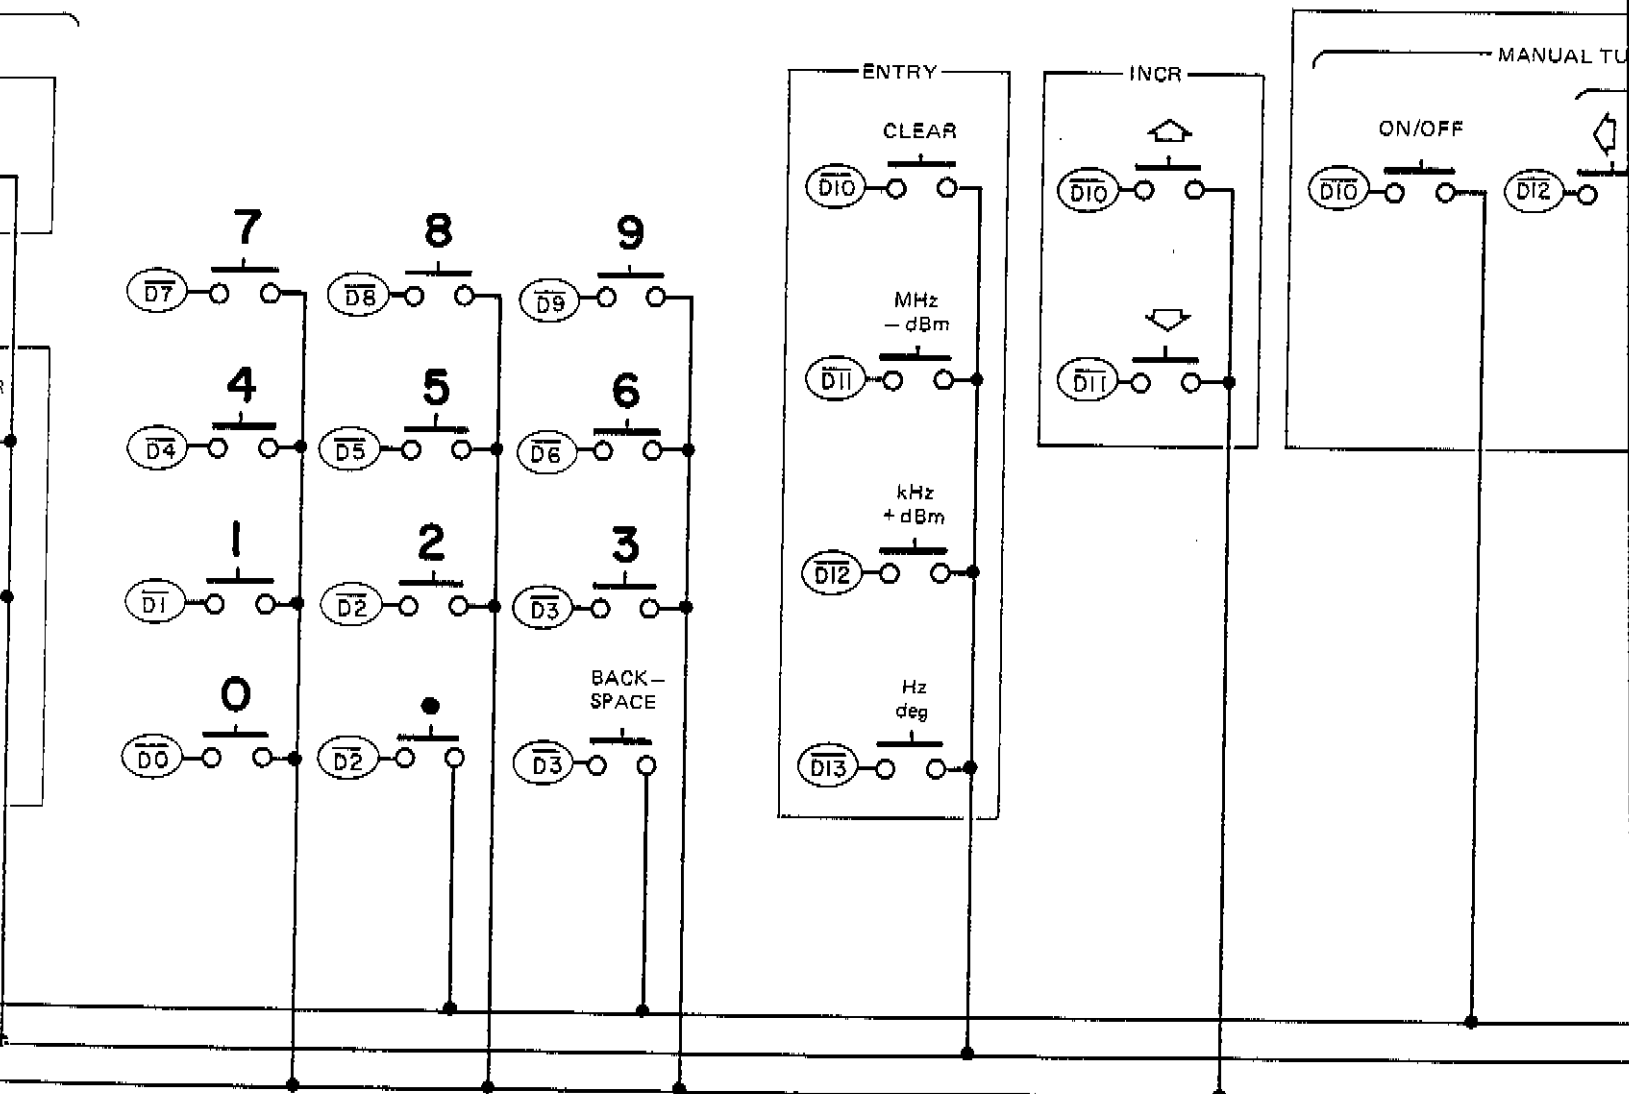 MANUAL TU
ENTRY
INCR
CLEAR
ON/OFF
D10
D10
D10
D12
7
8
9
D7
D8
D9
MHz
– dBm
D11
D11
4
5
6
D4
D5
D6
kHz
+ dBm
D12
1
2
3
D1
D2
D3
BACK–
SPACE
0
.
Hz
deg
D0
D2
D3
D13
R